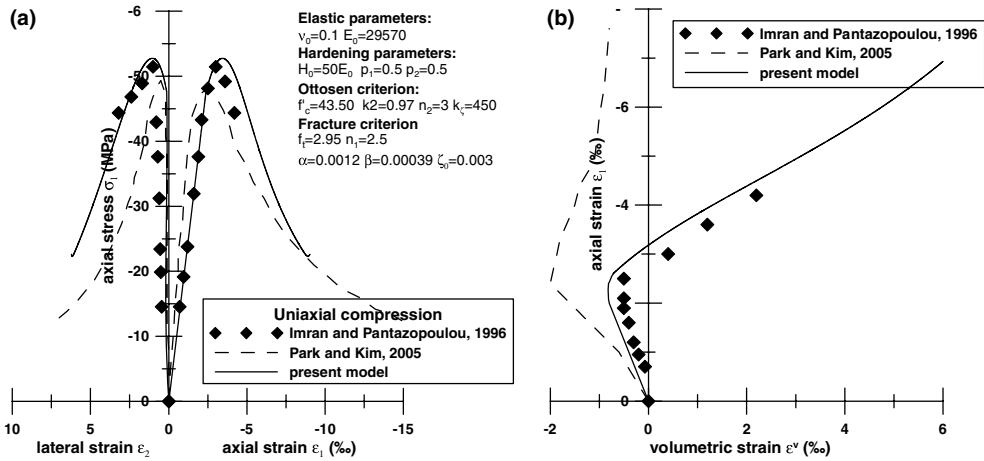 (a)
Elastic parameters:
ν₀=0.1 E₀=29570
Hardening parameters:
H₀=50E₀ p₁=0.5 p₂=0.5
Ottosen criterion:
f'c=43.50 k2=0.97 n₂=3 kζ=450
Fracture criterion
fₜ=2.95 n₁=2.5
α=0.0012 β=0.00039 ζ₀=0.003
axial stress σ₁ (MPa)
-60
-50
-40
-30
-20
-10
0
Uniaxial compression
Imran and Pantazopoulou, 1996
Park and Kim, 2005
present model
10 5 0 -5 -10 -15
lateral strain ε₂ axial strain ε₁ (‰)
(b)
Imran and Pantazopoulou, 1996
Park and Kim, 2005
present model
axial strain ε₁ (‰)
-
-6
-4
-
0
-2 0 2 4 6
volumetric strain εᵛ (‰)